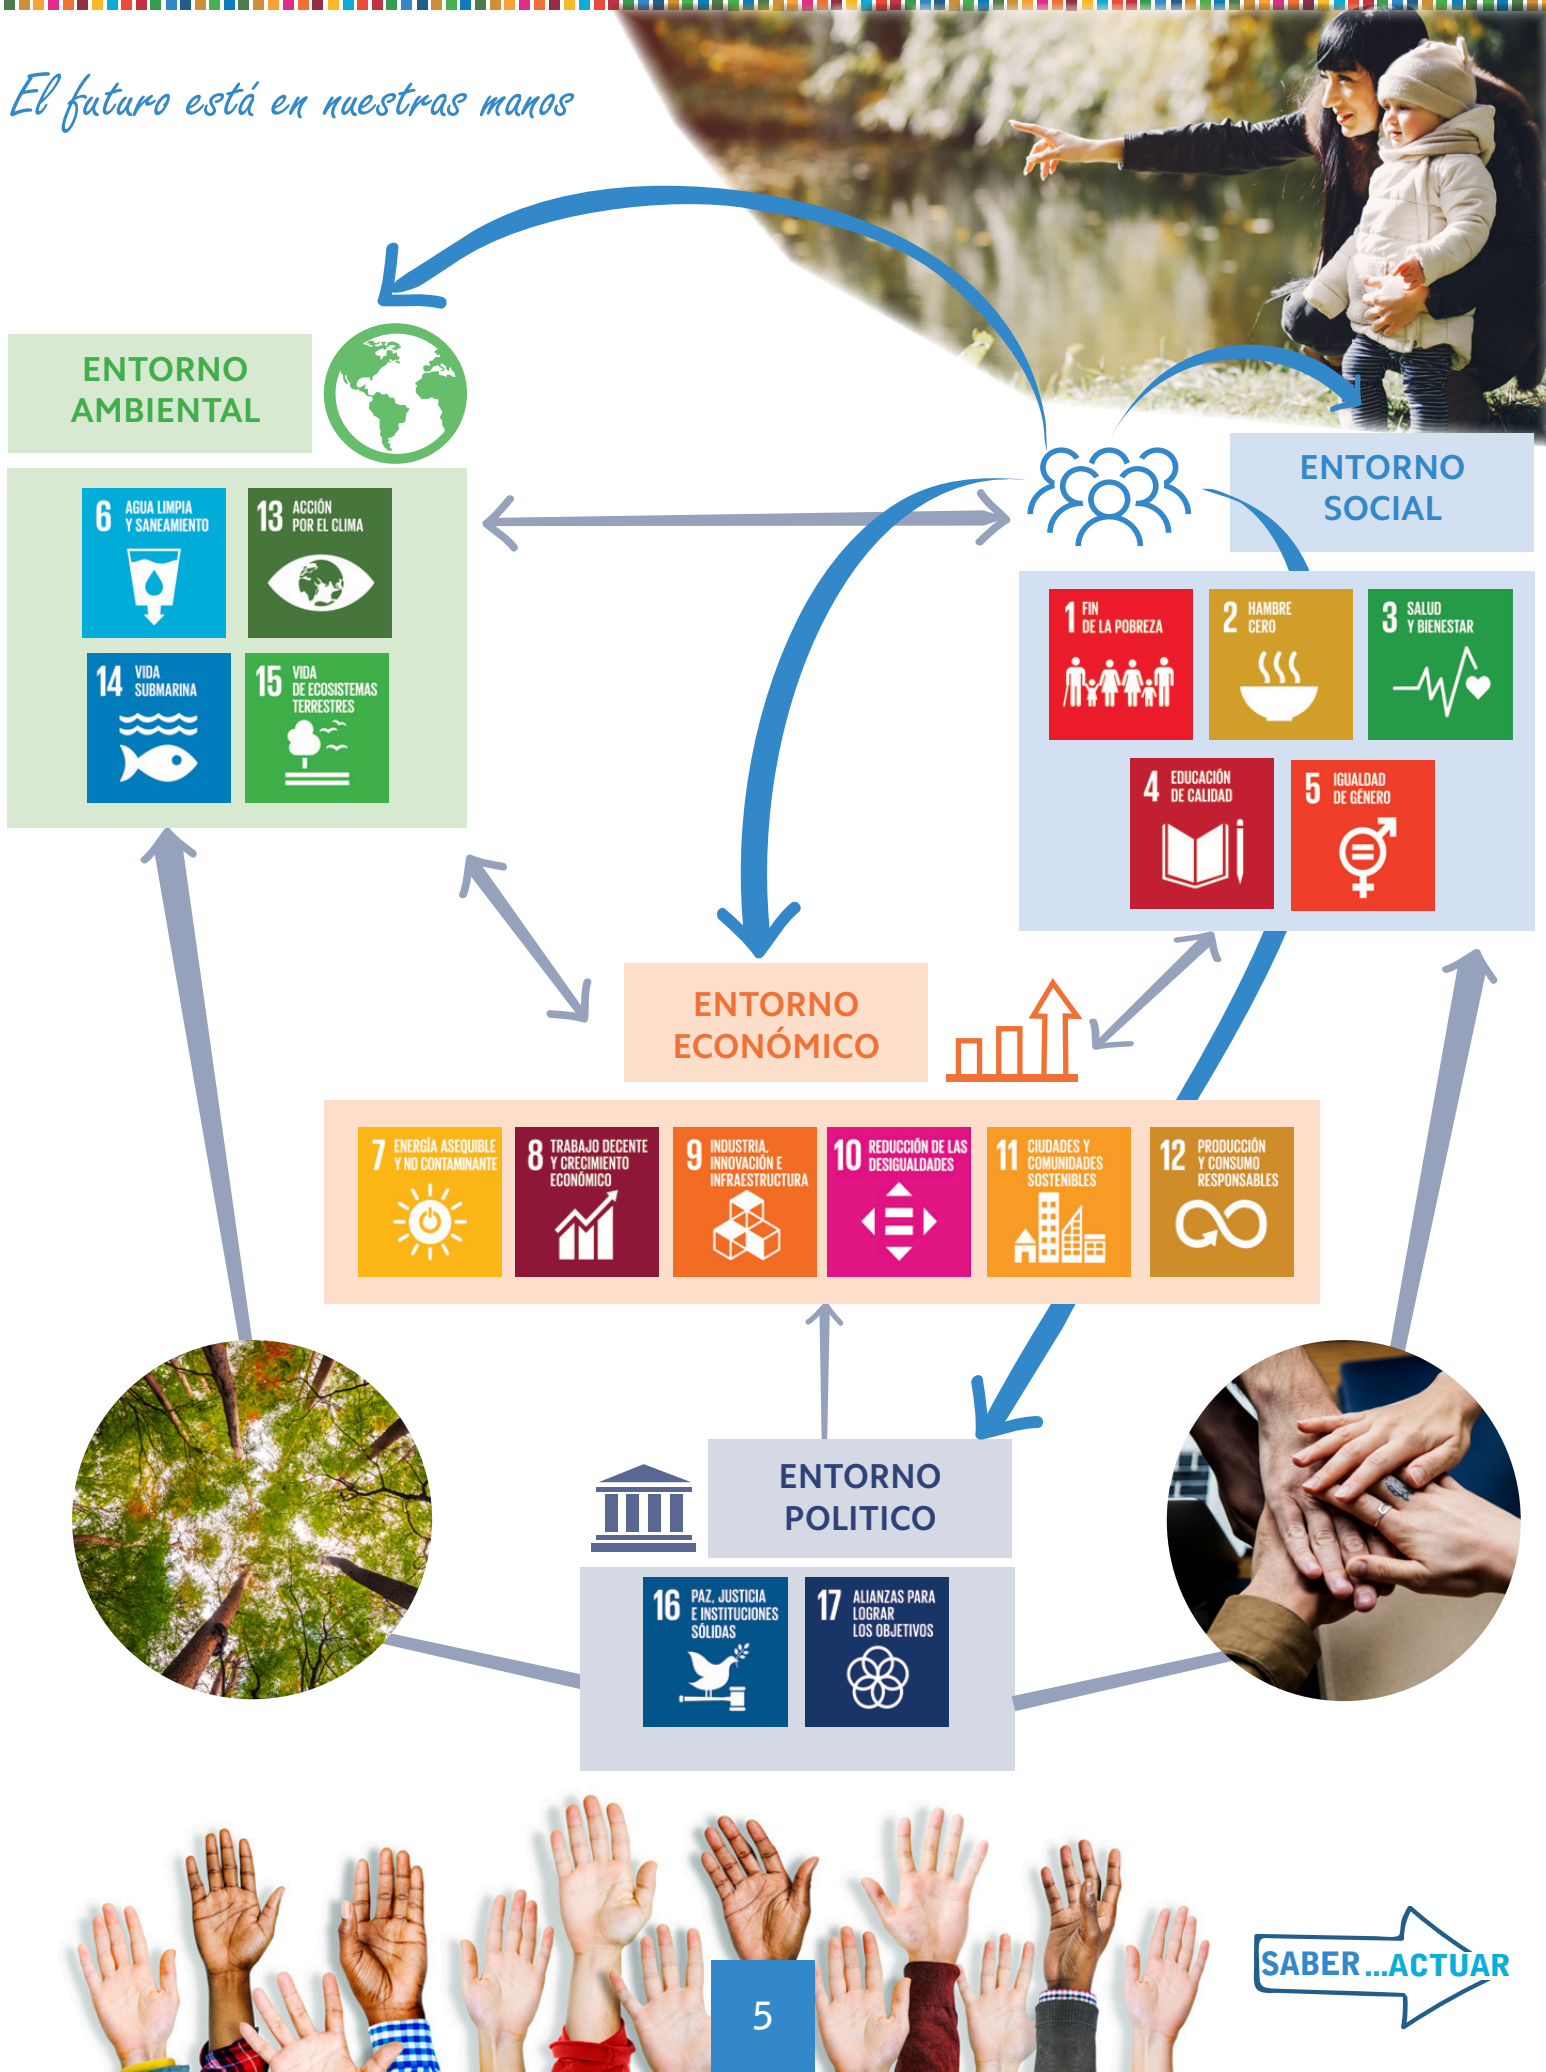 El futuro está en nuestras manos
ENTORNO
AMBIENTAL
6 AGUA LIMPIA
Y SANEAMIENTO
13 ACCIÓN
POR EL CLIMA
14 VIDA
SUBMARINA
15 VIDA
DE ECOSISTEMAS
TERRESTRES
ENTORNO
SOCIAL
1 FIN
DE LA POBREZA
2 HAMBRE
CERO
3 SALUD
Y BIENESTAR
4 EDUCACIÓN
DE CALIDAD
5 IGUALDAD
DE GÉNERO
ENTORNO
ECONÓMICO
7 ENERGÍA ASEQUIBLE
Y NO CONTAMINANTE
8 TRABAJO DECENTE
Y CRECIMIENTO
ECONÓMICO
9 INDUSTRIA,
INNOVACIÓN E
INFRAESTRUCTURA
10 REDUCCIÓN DE LAS
DESIGUALDADES
11 CIUDADES Y
COMUNIDADES
SOSTENIBLES
12 PRODUCCIÓN
Y CONSUMO
RESPONSABLES
ENTORNO
POLITICO
16 PAZ, JUSTICIA
E INSTITUCIONES
SÓLIDAS
17 ALIANZAS PARA
LOGRAR
LOS OBJETIVOS
SABER ...ACTUAR
5